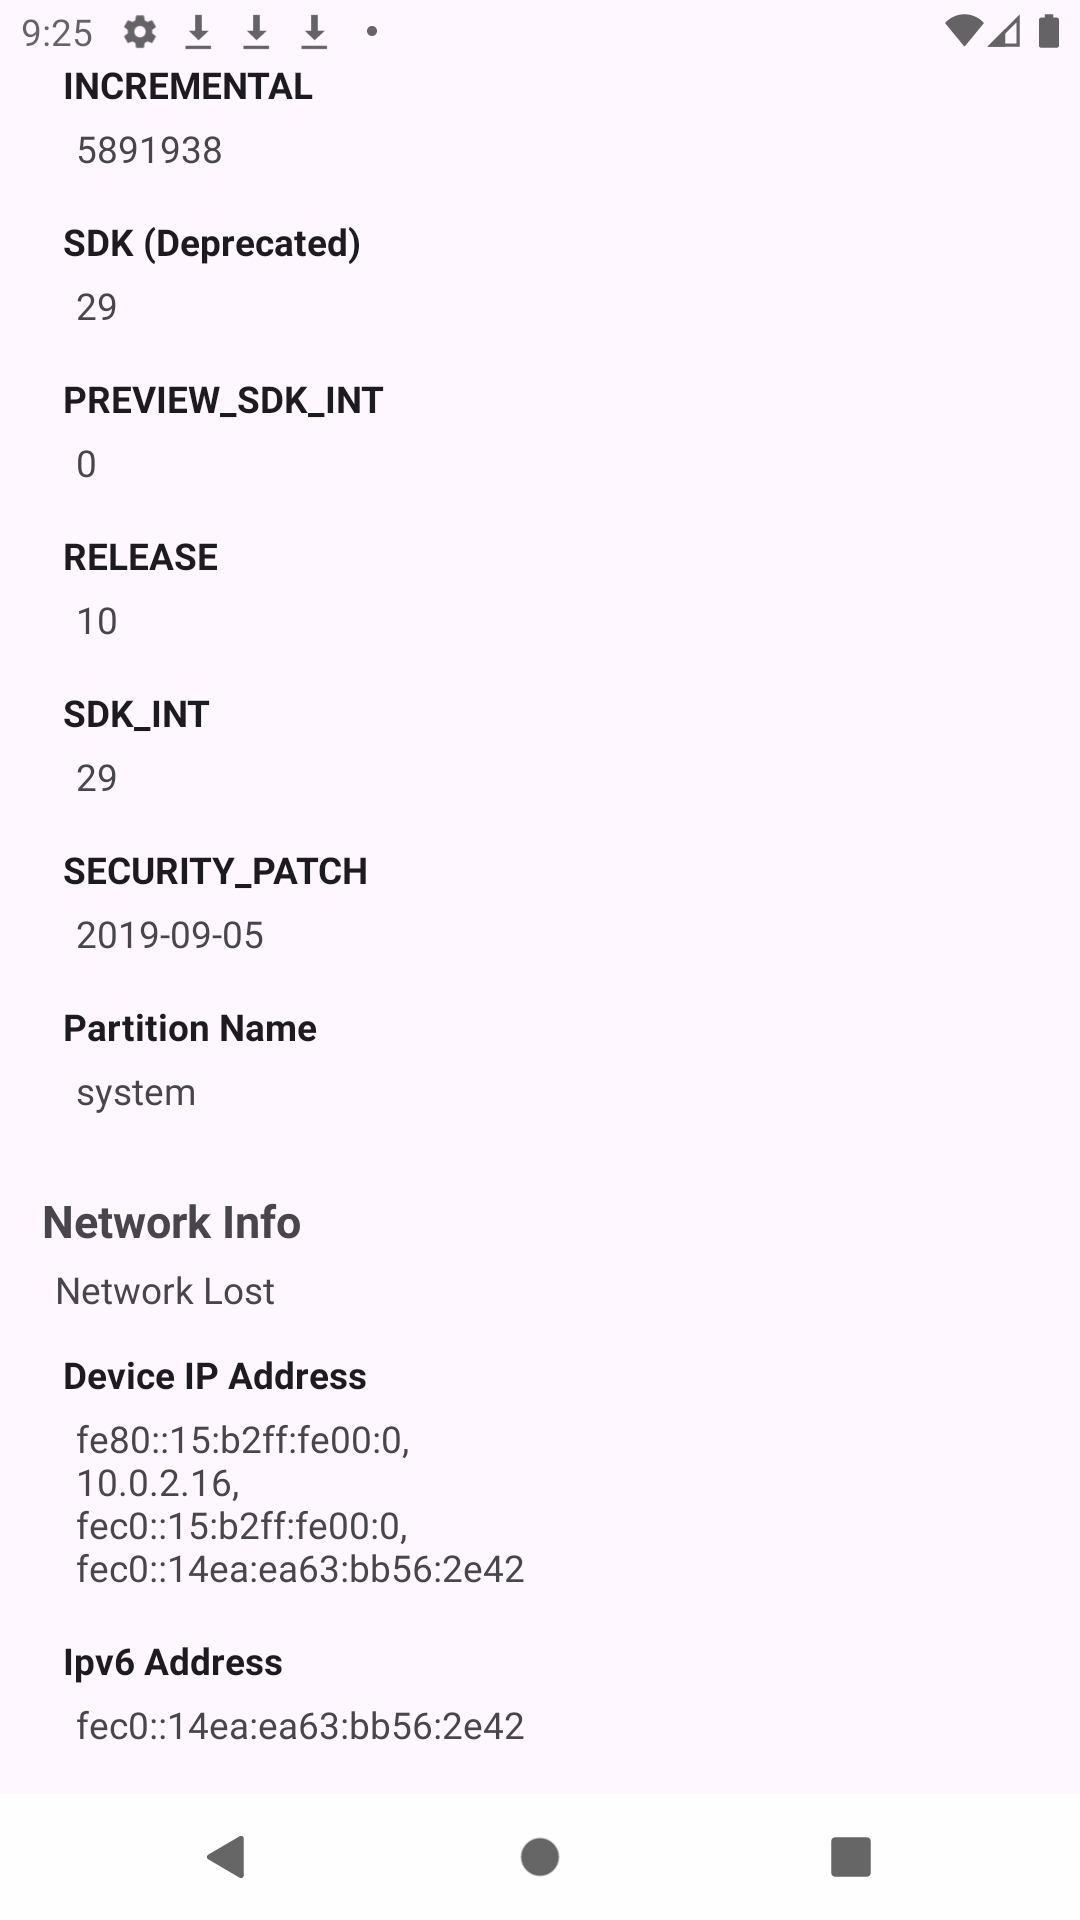 9:25
INCREMENTAL
5891938
SDK (Deprecated)
29
PREVIEW_SDK_INT
0
RELEASE
10
SDK_INT
29
SECURITY_PATCH
2019-09-05
Partition Name
system
Network Info
Network Lost
Device IP Address
fe80::15:b2ff:fe00:0,
10.0.2.16,
fec0::15:b2ff:fe00:0,
fec0::14ea:ea63:bb56:2e42
Ipv6 Address
fec0::14ea:ea63:bb56:2e42